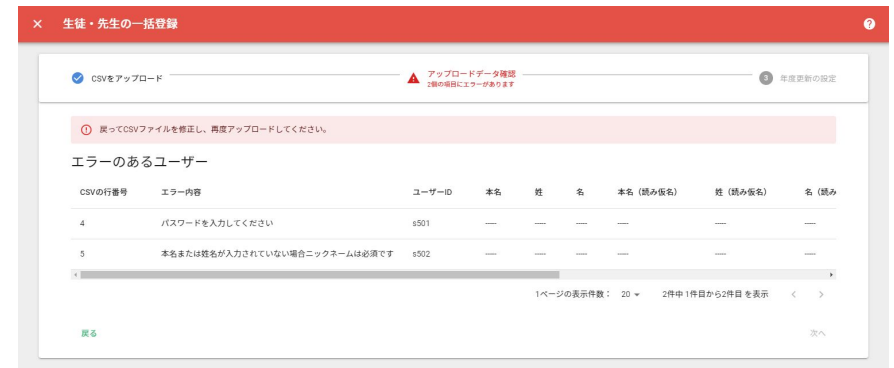 × 生徒・先生の一括登録 ?
CSVをアップロード アップロードデータ確認 3 年度更新の設定
2個の項目にエラーがあります
戻ってCSVファイルを修正し、再度アップロードしてください。
エラーのあるユーザー
CSVの行番号 エラー内容 ユーザーID 本名 姓 名 本名（読み仮名） 姓（読み仮名） 名（読み
4 パスワードを入力してください s501 ---- ---- ---- ---- ---- ----
5 本名または姓名が入力されていない場合ニックネームは必須です s502 ---- ---- ---- ---- ---- ----
1ページの表示件数： 20 2件中 1件目から2件目 を表示 < >
戻る 次へ